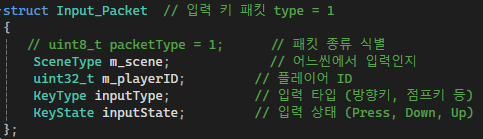 struct Input_Packet  // 입력 키 패킷 type = 1
{
// uint8_t packetType = 1;      // 패킷 종류 식별
SceneType m_scene;           // 어느씬에서 입력인지
uint32_t m_playerID;         // 플레이어 ID
KeyType inputType;           // 입력 타입 (방향키, 점프키 등)
KeyState inputState;         // 입력 상태 (Press, Down, Up)
};